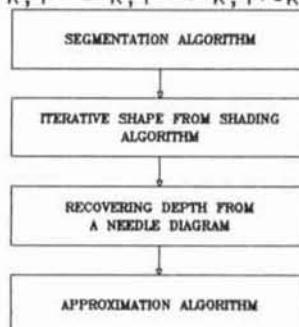 SEGMENTATION ALGORITHM
ITERATIVE SHAPE FROM SHADING
ALGORITHM
RECOVERING DEPTH FROM
A NEEDLE DIAGRAM
APPROXIMATION ALGORITHM